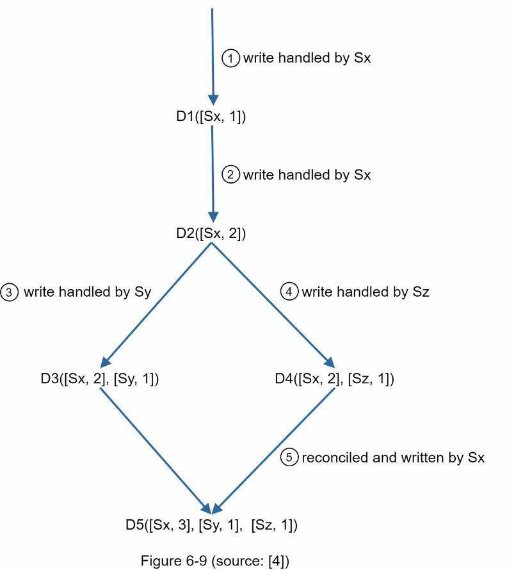 ① write handled by Sx
D1([Sx, 1])
② write handled by Sx
D2([Sx, 2])
③ write handled by Sy
④ write handled by Sz
D3([Sx, 2], [Sy, 1])
D4([Sx, 2], [Sz, 1])
⑤ reconciled and written by Sx
D5([Sx, 3], [Sy, 1], [Sz, 1])
Figure 6-9 (source: [4])